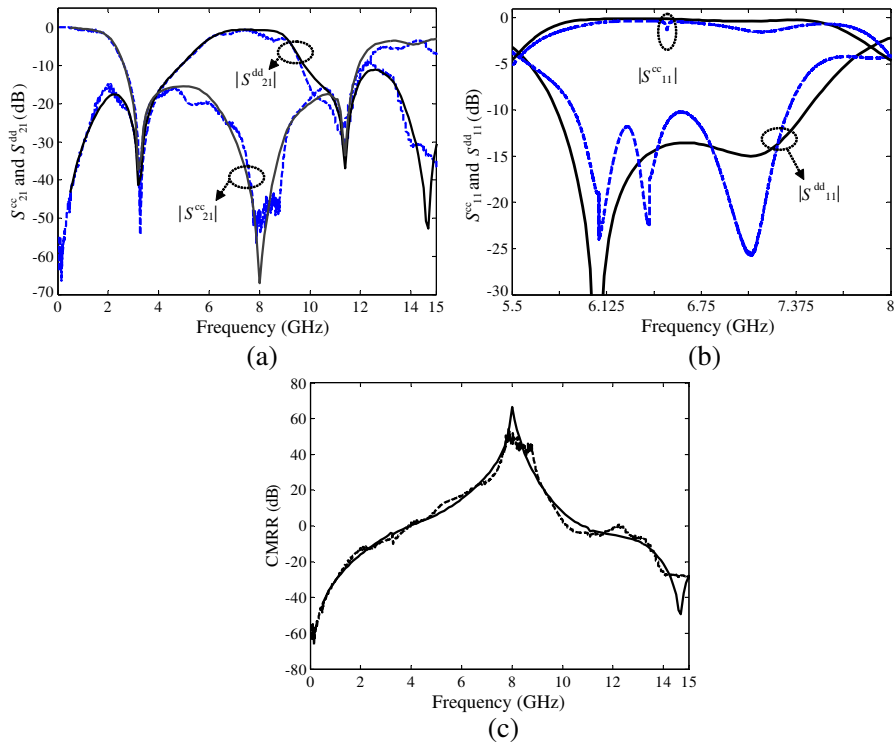 0
-10
-20
-30
-40
-50
-60
-70
S^cc_21 and S^dd_21 (dB)
|S^dd_21|
|S^cc_21|
0 2 4 6 8 10 12 14 15
Frequency (GHz)
(a)
0
-5
-10
-15
-20
-25
-30
S^cc_11 and S^dd_11 (dB)
|S^cc_11|
|S^dd_11|
5.5 6.125 6.75 7.375 8
Frequency (GHz)
(b)
80
60
40
20
0
-20
-40
-60
-80
CMRR (dB)
0 2 4 6 8 10 12 14 15
Frequency (GHz)
(c)